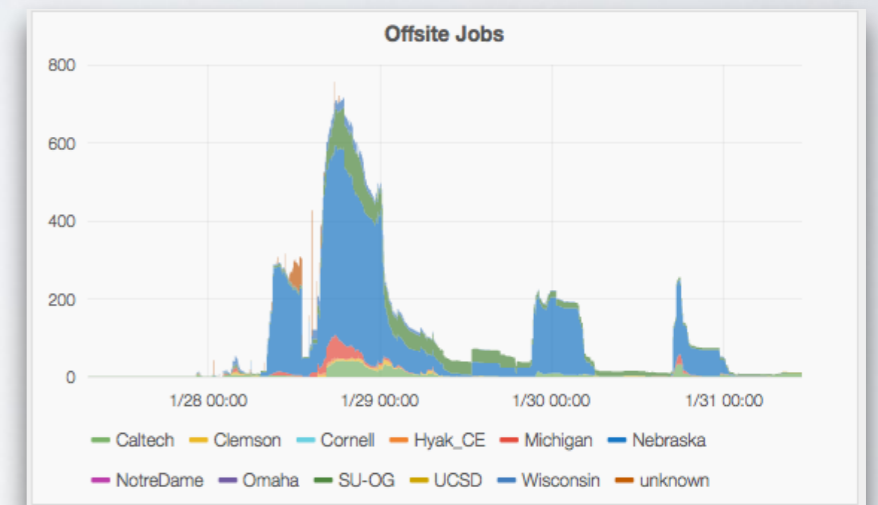 Offsite Jobs
800
600
400
200
0
1/28 00:00 1/29 00:00 1/30 00:00 1/31 00:00
Caltech Clemson Cornell Hyak_CE Michigan Nebraska
NotreDame Omaha SU-OG UCSD Wisconsin unknown